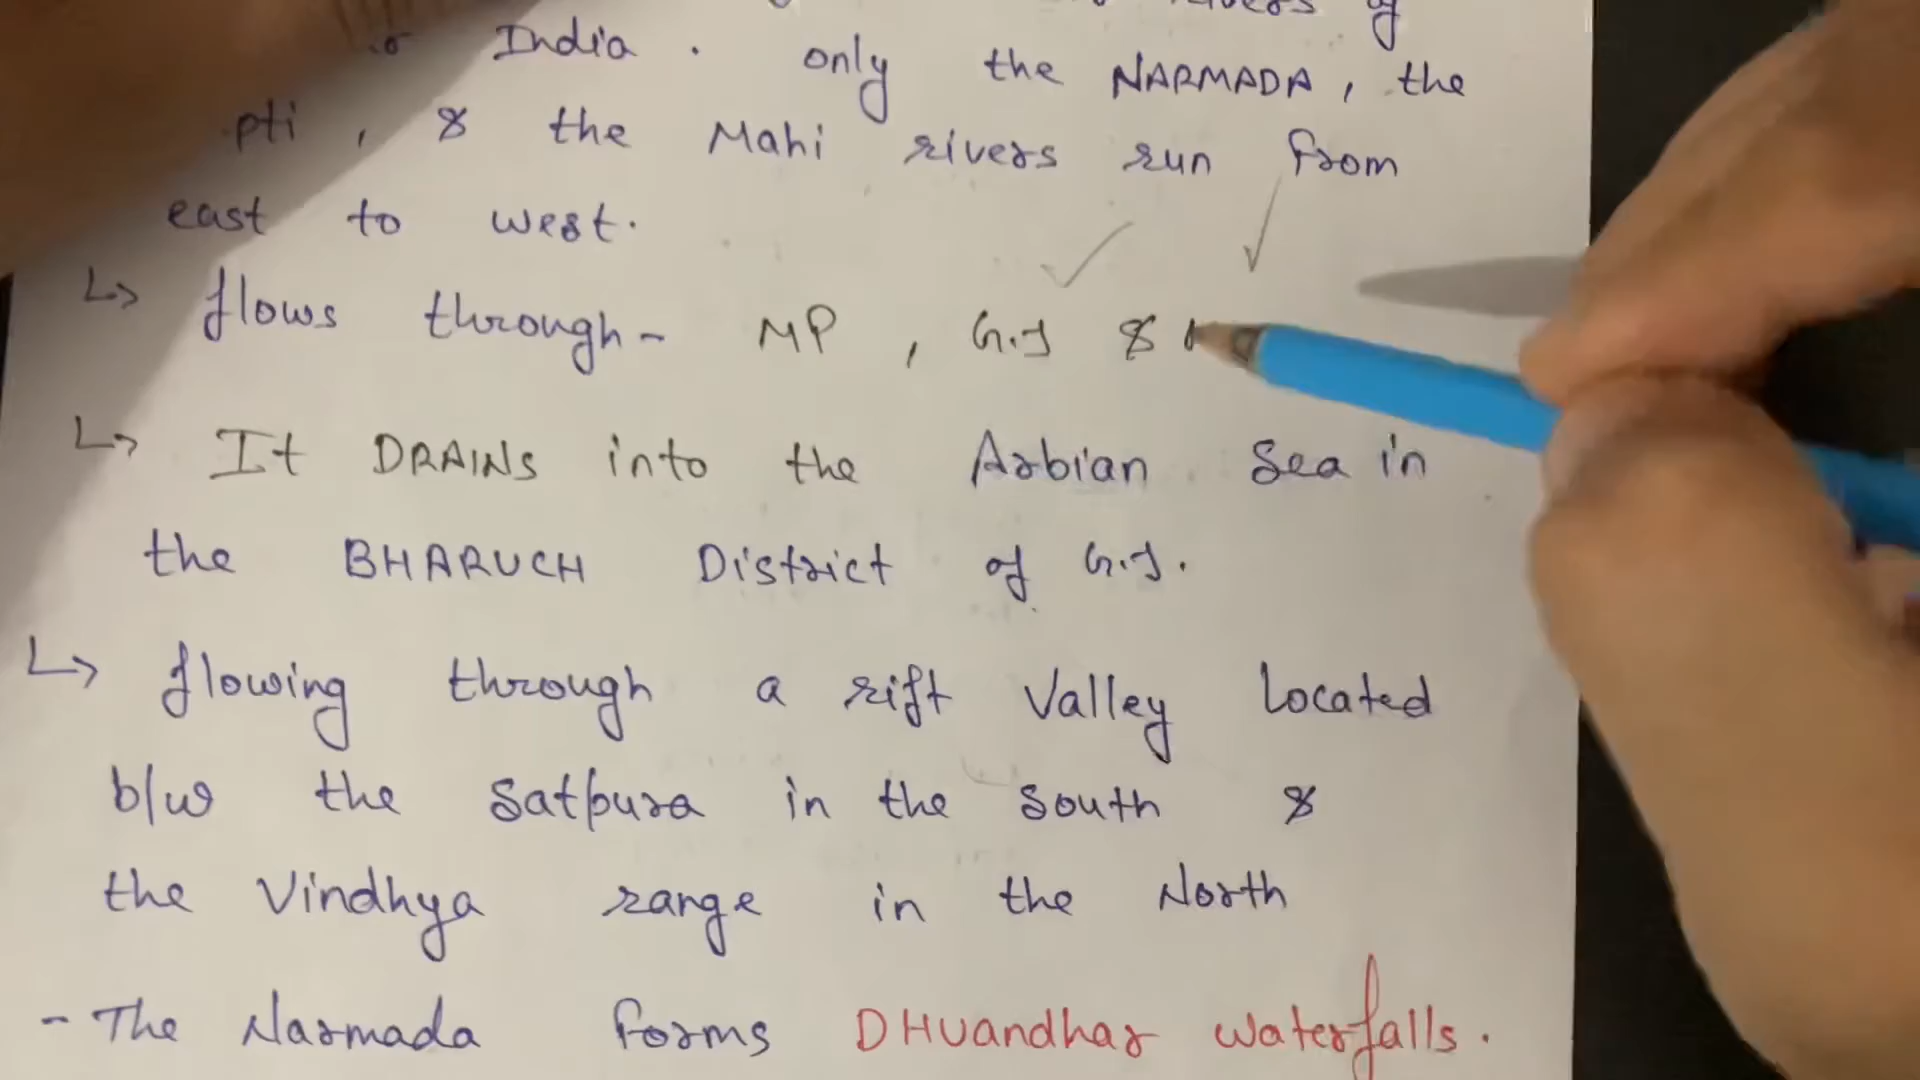 India . only the NARMADA, the
pti, & the Mahi rivers run from
east to west.
↳ flows through- MP, G.J &
↳ It DRAINS into the Arbian Sea in
the BHARUCH District of G.J.
↳ flowing through a rift Valley Located
b/w the Satpura in the South &
the Vindhya range in the North
- The Narmada forms DHUandhar waterfalls.